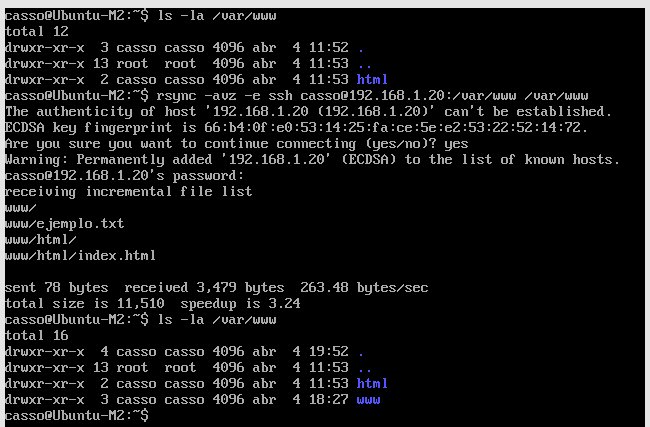 casso@Ubuntu-M2:~$ ls -la /var/www
total 12
drwxr-xr-x  3 casso casso 4096 abr  4 11:52 .
drwxr-xr-x 13 root  root  4096 abr  4 11:53 ..
drwxr-xr-x  2 casso casso 4096 abr  4 11:53 html
casso@Ubuntu-M2:~$ rsync -avz -e ssh casso@192.168.1.20:/var/www /var/www
The authenticity of host '192.168.1.20 (192.168.1.20)' can't be established.
ECDSA key fingerprint is 66:b4:0f:e0:53:14:25:fa:ce:5e:e2:53:22:52:14:72.
Are you sure you want to continue connecting (yes/no)? yes
Warning: Permanently added '192.168.1.20' (ECDSA) to the list of known hosts.
casso@192.168.1.20's password:
receiving incremental file list
www/
www/ejemplo.txt
www/html/
www/html/index.html
sent 78 bytes  received 3,479 bytes  263.48 bytes/sec
total size is 11,510  speedup is 3.24
casso@Ubuntu-M2:~$ ls -la /var/www
total 16
drwxr-xr-x  4 casso casso 4096 abr  4 19:52 .
drwxr-xr-x 13 root  root  4096 abr  4 11:53 ..
drwxr-xr-x  2 casso casso 4096 abr  4 11:53 html
drwxr-xr-x  3 casso casso 4096 abr  4 18:27 www
casso@Ubuntu-M2:~$